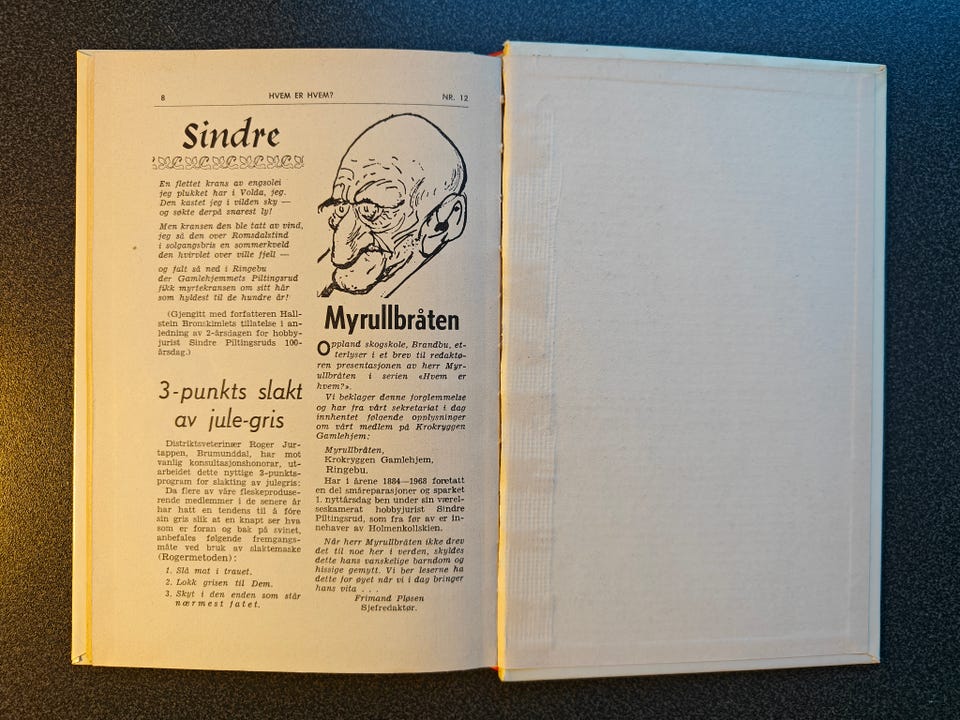 8 HVEM ER HVEM? NR. 12
Sindre
En flettet krans av engsolei
jeg plukket har i Volda, jeg.
Den kastet jeg i vilden sky —
og søkte derpå snarest ly!
Men kransen den ble tatt av vind,
jeg så den over Romsdalstind
i solgangsbris en sommerkveld
den hvirvlet over ville fjell —
og falt så ned i Ringebu
der Gamlehjemmets Piltingsrud
fikk myrtekransen om sitt hår
som hyldest til de hundre år!
(Gjengitt med forfatteren Hall-
stein Bronskimlets tillatelse i an-
ledning av 2-årsdagen for hobby-
jurist Sindre Piltingsruds 100-
årsdag.)
3-punkts slakt
av jule-gris
Distriktsveterinær Roger Jur-
tappen, Brumunddal, har mot
vanlig konsultasjonshonorar, ut-
arbeidet dette nyttige 3-punkts-
program for slakting av julegris:
Da flere av våre fleskeproduse-
rende medlemmer i de senere år
har hatt en tendens til å fôre
sin gris slik at en knapt ser hva
som er foran og bak på svinet,
anbefales følgende fremgangs-
måte ved bruk av slaktemaske
(Rogermetoden):
1. Slå mat i trauet.
2. Lokk grisen til Dem.
3. Skyt i den enden som står
nærmest fatet.
Myrullbråten
Oppland skogskole, Brandbu, et-
terlyser i et brev til redaktø-
ren presentasjonen av herr Myr-
ullbråten i serien «Hvem er
hvem?».
Vi beklager denne forglemmelse
og har fra vårt sekretariat i dag
innhentet følgende opplysninger
om vårt medlem på Krokryggen
Gamlehjem:
Myrullbråten,
Krokryggen Gamlehjem,
Ringebu.
Har i årene 1884—1968 foretatt
en del småreparasjoner og sparket
1. nyttårsdag ben under sin værel-
seskamerat hobbyjurist Sindre
Piltingsrud, som fra før av er in-
nehaver av Holmenkollskien.
Når herr Myrullbråten ikke drev
det til noe her i verden, skyldes
dette hans vanskelige barndom og
hissige gemytt. Vi ber leserne ha
dette for øyet når vi i dag bringer
hans vita . . .
Frimand Pløsen
Sjefredaktør.